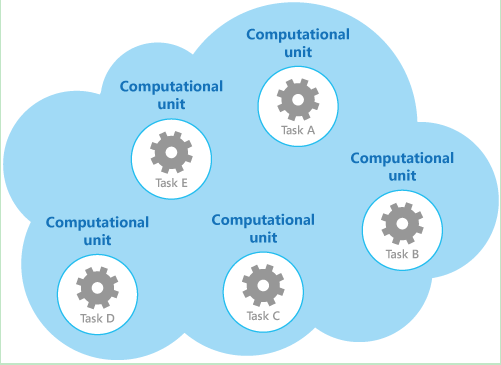 Computational
unit
Task A
Computational
unit
Task E
Computational
unit
Task B
Computational
unit
Task D
Computational
unit
Task C